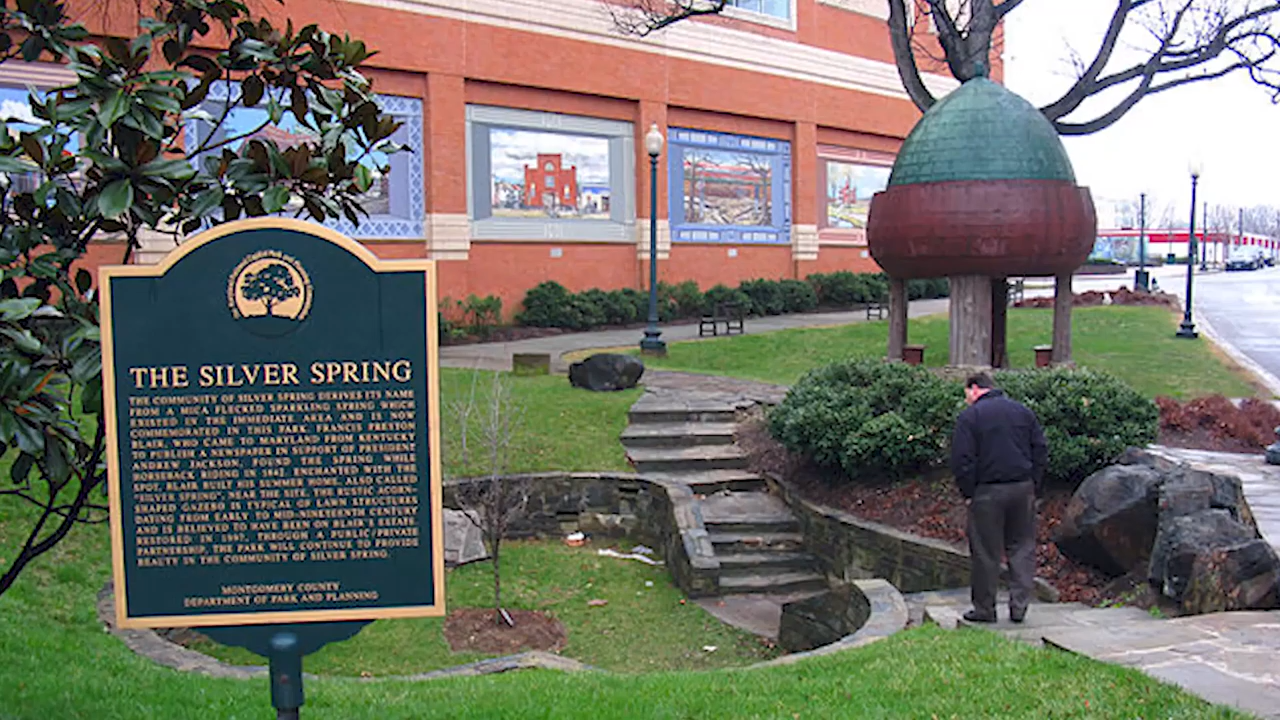 THE SILVER SPRING
THE COMMUNITY OF SILVER SPRING DERIVES ITS NAME
FROM A MICA FLECKED SPARKLING SPRING WHICH
EXISTED IN THE IMMEDIATE AREA AND IS NOW
COMMEMORATED IN THIS PARK. FRANCIS PRESTON
BLAIR, WHO CAME TO MARYLAND FROM KENTUCKY
TO PUBLISH A NEWSPAPER IN SUPPORT OF PRESIDENT
ANDREW JACKSON, FOUND THE SPRING WHILE
HORSEBACK RIDING IN 1842. ENCHANTED WITH THE
SPOT, BLAIR BUILT HIS SUMMER HOME, ALSO CALLED
"SILVER SPRING", NEAR THE SITE. THE RUSTIC ACORN-
SHAPED GAZEBO IS TYPICAL OF LAWN STRUCTURES
DATING FROM EARLY TO MID-NINETEENTH CENTURY
AND IS BELIEVED TO HAVE BEEN ON BLAIR'S ESTATE.
RESTORED IN 1997, THROUGH A PUBLIC/PRIVATE
PARTNERSHIP, THE PARK WILL CONTINUE TO PROVIDE
BEAUTY IN THE COMMUNITY OF SILVER SPRING.
MONTGOMERY COUNTY
DEPARTMENT OF PARK AND PLANNING